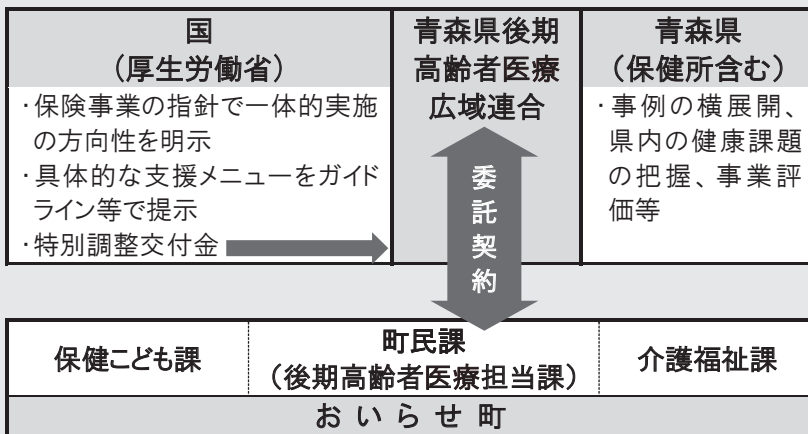 国
（厚生労働省）
・保険事業の指針で一体的実施
の方向性を明示
・具体的な支援メニューをガイド
ライン等で提示
・特別調整交付金
青森県後期
高齢者医療
広域連合
委託契約
青森県
（保健所含む）
・事例の横展開、
県内の健康課題
の把握、事業評
価等
保健こども課
町民課
（後期高齢者医療担当課）
介護福祉課
おいらせ町